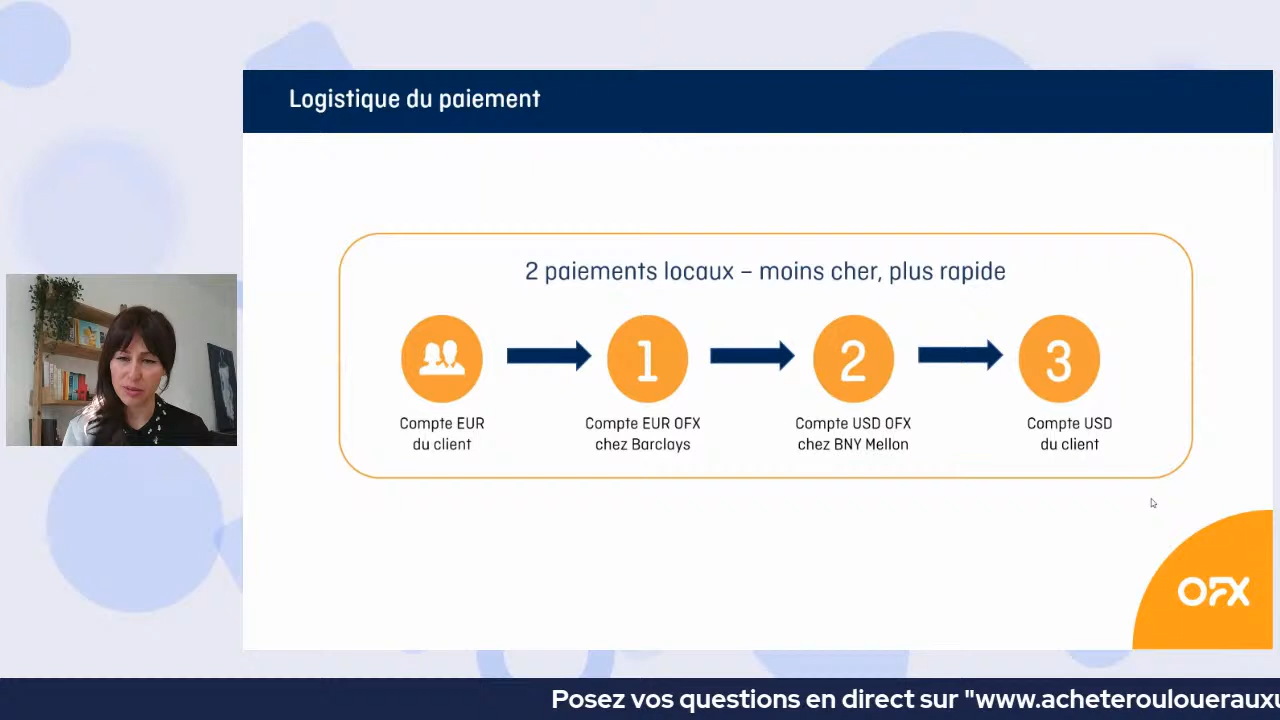 Logistique du paiement
2 paiements locaux – moins cher, plus rapide
1
2
3
Compte EUR
du client
Compte EUR OFX
chez Barclays
Compte USD OFX
chez BNY Mellon
Compte USD
du client
OFX
Posez vos questions en direct sur "www.acheteroulouerauxu